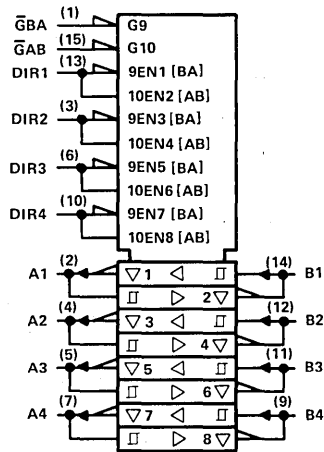 G̅BA (1) G9
G̅AB (15) G10
DIR1 (13) 9EN1 [BA]
10EN2 [AB]
DIR2 (3) 9EN3 [BA]
10EN4 [AB]
DIR3 (6) 9EN5 [BA]
10EN6 [AB]
DIR4 (10) 9EN7 [BA]
10EN8 [AB]
A1 (2) 1 (14) B1
2
A2 (4) 3 (12) B2
4
A3 (5) 5 (11) B3
6
A4 (7) 7 (9) B4
8